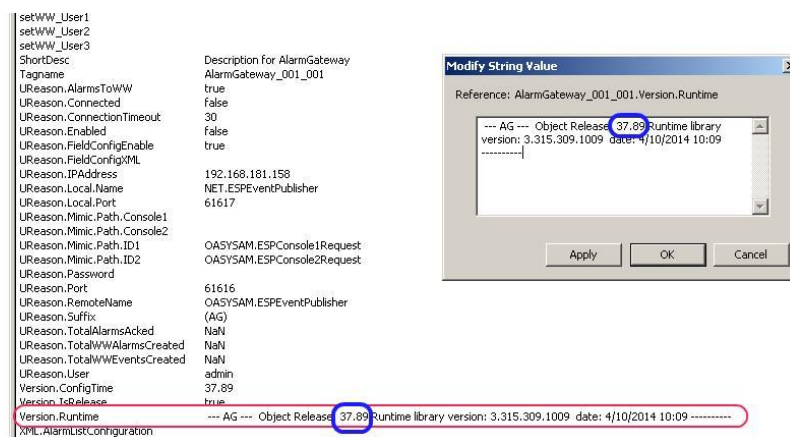 setWW_User1
setWW_User2
setWW_User3
ShortDesc Description for AlarmGateway
Tagname AlarmGateway_001_001
UReason.AlarmsToWW true
UReason.Connected false
UReason.ConnectionTimeout 30
UReason.Enabled false
UReason.FieldConfigEnable true
UReason.FieldConfigXML
UReason.IPAddress 192.168.181.158
UReason.Local.Name NET.ESPEventPublisher
UReason.Local.Port 61617
UReason.Mimic.Path.Console1
UReason.Mimic.Path.Console2
UReason.Mimic.Path.ID1 OASYSAM.ESPConsole1Request
UReason.Mimic.Path.ID2 OASYSAM.ESPConsole2Request
UReason.Password
UReason.Port 61616
UReason.RemoteName OASYSAM.ESPEventPublisher
UReason.Suffix (AG)
UReason.TotalAlarmsAcked NaN
UReason.TotalWWAlarmsCreated NaN
UReason.TotalWWEventsCreated NaN
UReason.User admin
Version.ConfigTime 37.89
Version.IsRelease true
Version.Runtime --- AG --- Object Release 37.89 Runtime library version: 3.315.309.1009 date: 4/10/2014 10:09 ----------
XML.AlarmListConfiguration
Modify String Value
Reference: AlarmGateway_001_001.Version.Runtime
--- AG --- Object Release 37.89 Runtime library
version: 3.315.309.1009 date: 4/10/2014 10:09
----------
Apply OK Cancel